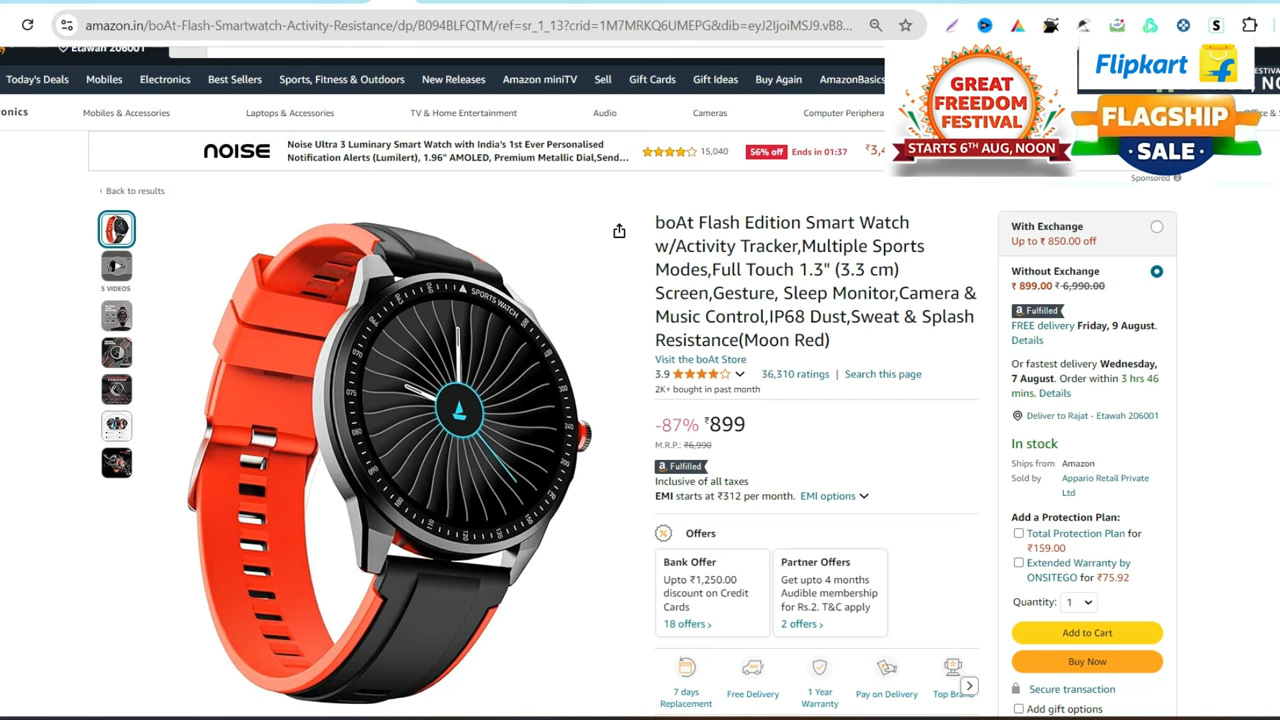 amazon.in/boAt-Flash-Smartwatch-Activity-Resistance/dp/B094BLFQTM/ref=sr_1_13?crid=1M7MRKQ6UMEPG&dib=eyJ2IjoiMSJ9.vB8...
Etawah 206001
Today's Deals Mobiles Electronics Best Sellers Sports, Fitness & Outdoors New Releases Amazon miniTV Sell Gift Cards Gift Ideas Buy Again AmazonBasics
onics Mobiles & Accessories Laptops & Accessories TV & Home Entertainment Audio Cameras Computer Periphera
GREAT
FREEDOM
FESTIVAL
STARTS 6TH AUG, NOON
Flipkart
FLAGSHIP
SALE
noise
Noise Ultra 3 Luminary Smart Watch with India's 1st Ever Personalised
Notification Alerts (Lumilert), 1.96" AMOLED, Premium Metallic Dial,Send...
15,040
56% off Ends in 01:37
₹3,4
Sponsored
‹ Back to results
5 VIDEOS
SPORTS WATCH
boAt Flash Edition Smart Watch
w/Activity Tracker,Multiple Sports
Modes,Full Touch 1.3" (3.3 cm)
Screen,Gesture, Sleep Monitor,Camera &
Music Control,IP68 Dust,Sweat & Splash
Resistance(Moon Red)
Visit the boAt Store
3.9 36,310 ratings | Search this page
2K+ bought in past month
-87% ₹899
M.R.P.: ₹6,990
a Fulfilled
Inclusive of all taxes
EMI starts at ₹312 per month. EMI options
Offers
Bank Offer
Upto ₹1,250.00
discount on Credit
Cards
18 offers ›
Partner Offers
Get upto 4 months
Audible membership
for Rs.2. T&C apply
2 offers ›
7 days
Replacement
Free Delivery
1 Year
Warranty
Pay on Delivery
Top Brand
With Exchange
Up to ₹ 850.00 off
Without Exchange
₹ 899.00 ₹ 6,990.00
a Fulfilled
FREE delivery Friday, 9 August.
Details
Or fastest delivery Wednesday,
7 August. Order within 3 hrs 46
mins. Details
Deliver to Rajat - Etawah 206001
In stock
Ships from Amazon
Sold by Appario Retail Private
Ltd
Add a Protection Plan:
Total Protection Plan for
₹159.00
Extended Warranty by
ONSITEGO for ₹75.92
Quantity: 1
Add to Cart
Buy Now
Secure transaction
Add gift options